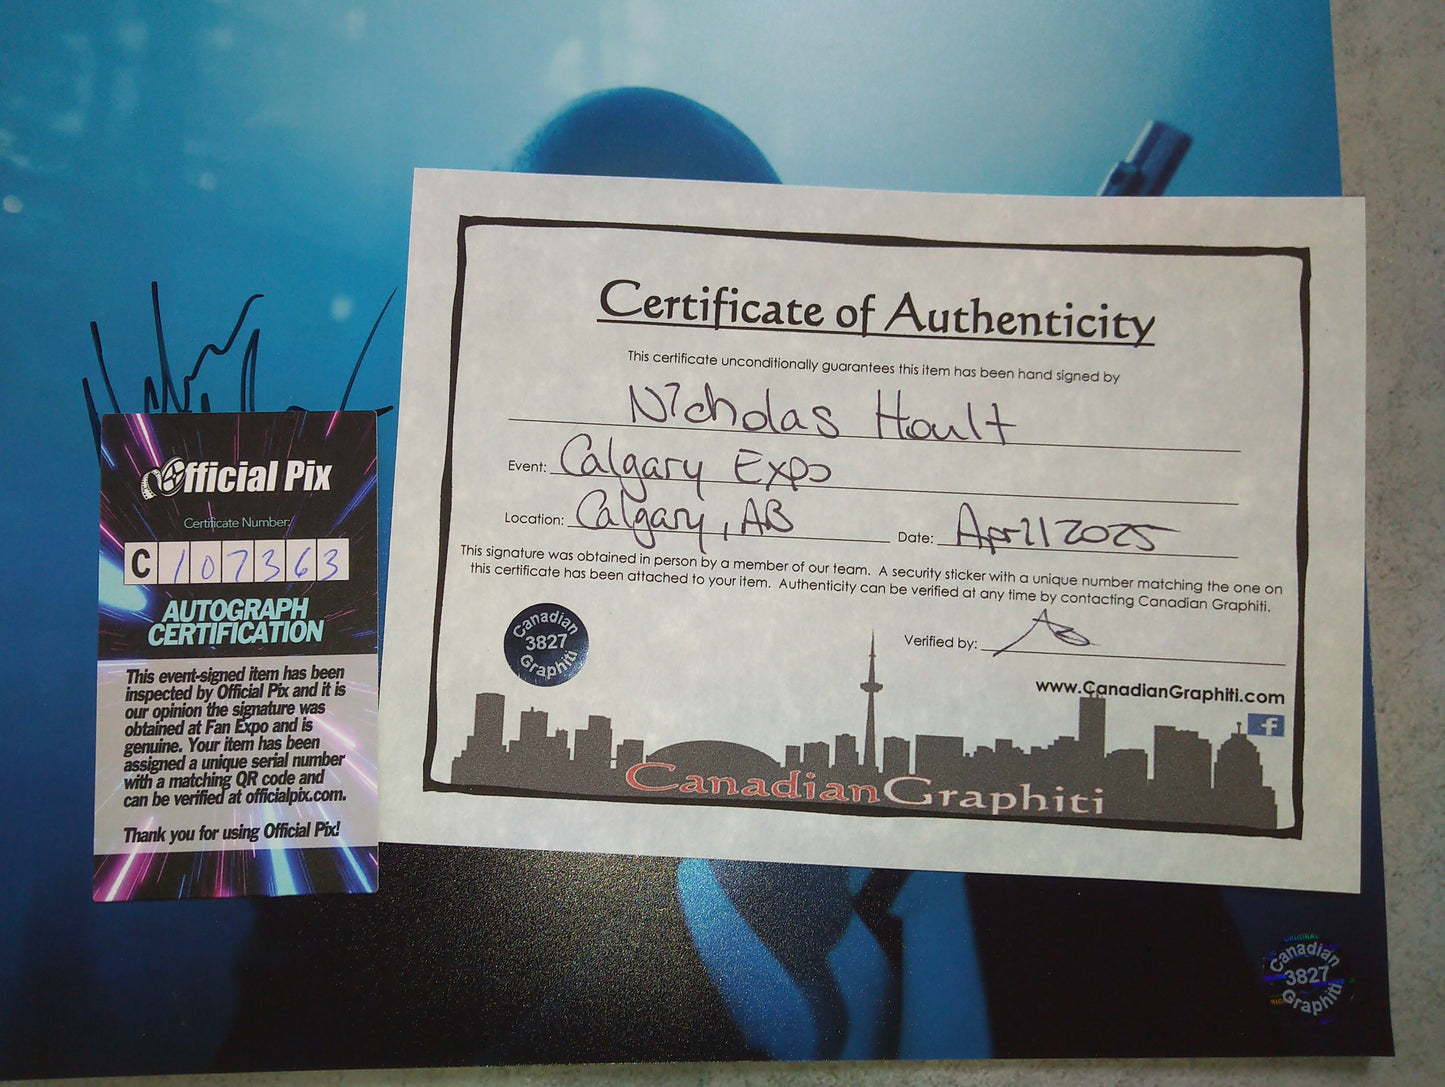 Certificate of Authenticity
This certificate unconditionally guarantees this item has been hand signed by
Nicholas Hoult
Event: Calgary Expo
Location: Calgary, AB Date: April 2025
This signature was obtained in person by a member of our team. A security sticker with a unique number matching the one on
this certificate has been attached to your item. Authenticity can be verified at any time by contacting Canadian Graphiti.
Canadian
3827
Graphiti
Verified by:
www.CanadianGraphiti.com
f
CanadianGraphiti
Official Pix
Certificate Number:
C 107363
AUTOGRAPH
CERTIFICATION
This event-signed item has been
inspected by Official Pix and it is
our opinion the signature was
obtained at Fan Expo and is
genuine. Your item has been
assigned a unique serial number
with a matching QR code and
can be verified at officialpix.com.
Thank you for using Official Pix!
ORIGINAL
Canadian
3827
Graphiti